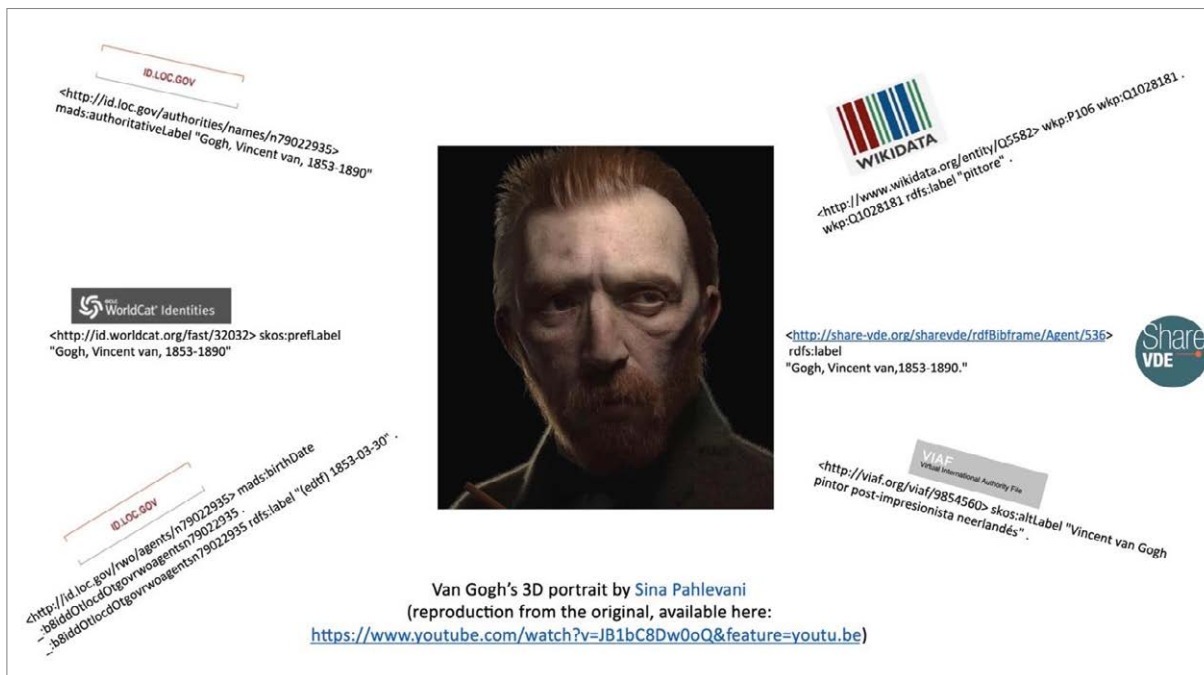 ID.LOC.GOV
<http://id.loc.gov/authorities/names/n79022935>
mads:authoritativeLabel "Gogh, Vincent van, 1853-1890"
WIKIDATA
<http://www.wikidata.org/entity/Q5582> wkp:P106 wkp:Q1028181 .
wkp:Q1028181 rdfs:label "pittore" .
OCLC
WorldCat® Identities
<http://id.worldcat.org/fast/32032> skos:prefLabel
"Gogh, Vincent van, 1853-1890"
<http://share-vde.org/sharevde/rdfBibframe/Agent/536>
rdfs:label
"Gogh, Vincent van,1853-1890."
Share
VDE
ID.LOC.GOV
<http://id.loc.gov/rwo/agents/n79022935> mads:birthDate
_:b8iddOtlocdOtgovrwoagentsn79022935 .
_:b8iddOtlocdOtgovrwoagentsn79022935 rdfs:label "(edtf) 1853-03-30" .
VIAF
Virtual International Authority File
<http://viaf.org/viaf/9854560> skos:altLabel "Vincent van Gogh
pintor post-impresionista neerlandés" .
Van Gogh's 3D portrait by Sina Pahlevani
(reproduction from the original, available here:
https://www.youtube.com/watch?v=JB1bC8Dw0oQ&feature=youtu.be)